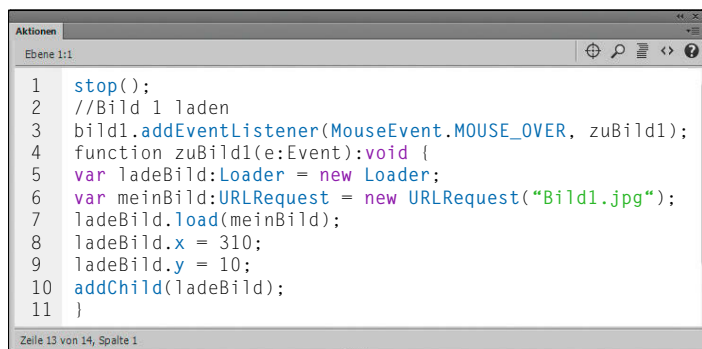 Aktionen
Ebene 1:1
1 stop();
2 //Bild 1 laden
3 bild1.addEventListener(MouseEvent.MOUSE_OVER, zuBild1);
4 function zuBild1(e:Event):void {
5 var ladeBild:Loader = new Loader;
6 var meinBild:URLRequest = new URLRequest(“Bild1.jpg“);
7 ladeBild.load(meinBild);
8 ladeBild.x = 310;
9 ladeBild.y = 10;
10 addChild(ladeBild);
11 }
Zeile 13 von 14, Spalte 1